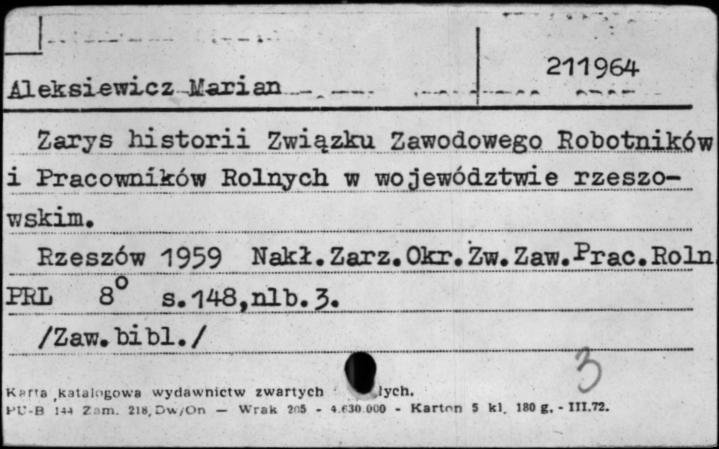 211964
Aleksiewicz Marian
Zarys historii Związku Zawodowego Robotników
i Pracowników Rolnych w województwie rzeszo-
wskim.
Rzeszów 1959 Nakł.Zarz.Okr.Zw.Zaw.Prac.Roln
PRL 8° s.148,nlb.3.
/Zaw.bibl./
3
Karta katalogowa wydawnictw zwartych lych.
PU-B 144 Zam. 218, Dw/On — Wrak 205 - 4.630.000 - Karton 5 kl. 180 g. - III.72.